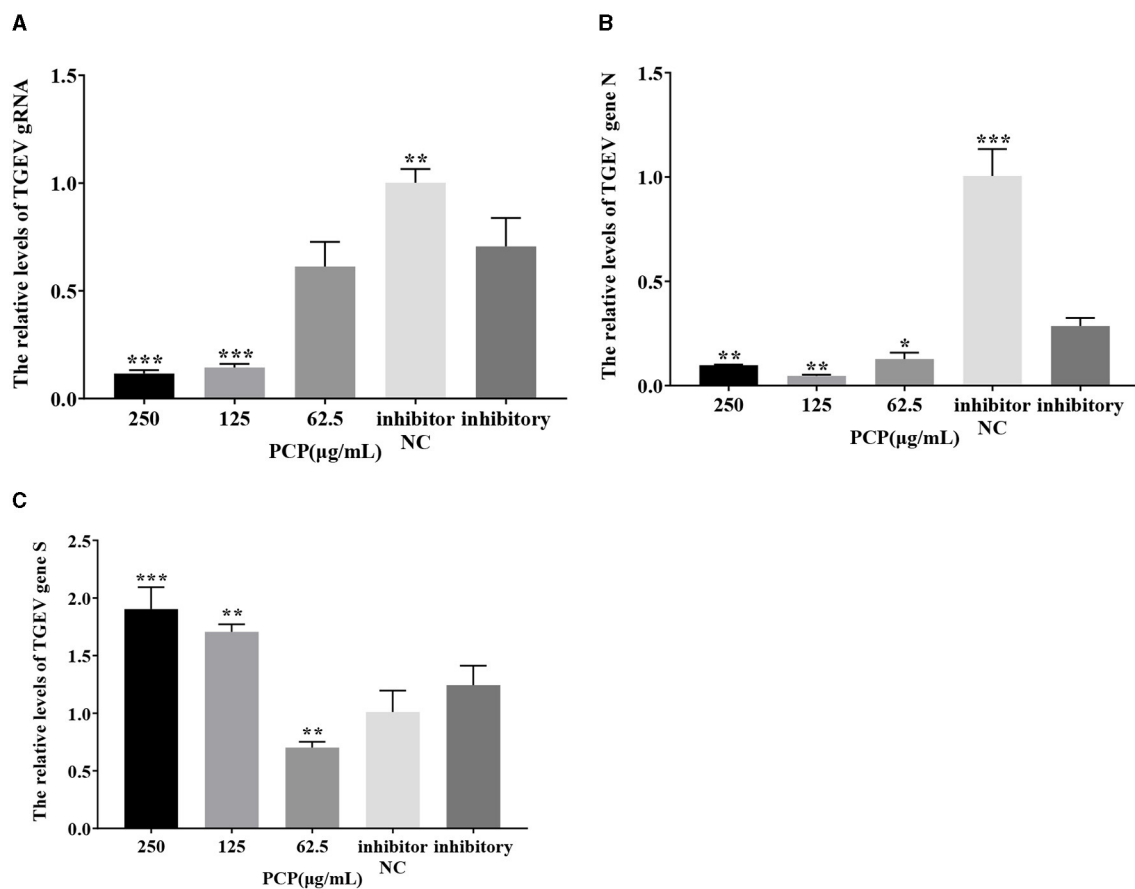 A
The relative levels of TGEV gRNA
1.5
1.0
0.5
0.0
***
***
**
250 125 62.5 inhibitor inhibitory
NC
PCP(μg/mL)
B
The relative levels of TGEV gene N
1.5
1.0
0.5
0.0
**
**
*
***
250 125 62.5 inhibitor inhibitory
NC
PCP(μg/mL)
C
The relative levels of TGEV gene S
2.5
2.0
1.5
1.0
0.5
0.0
***
**
**
250 125 62.5 inhibitor inhibitory
NC
PCP(μg/mL)